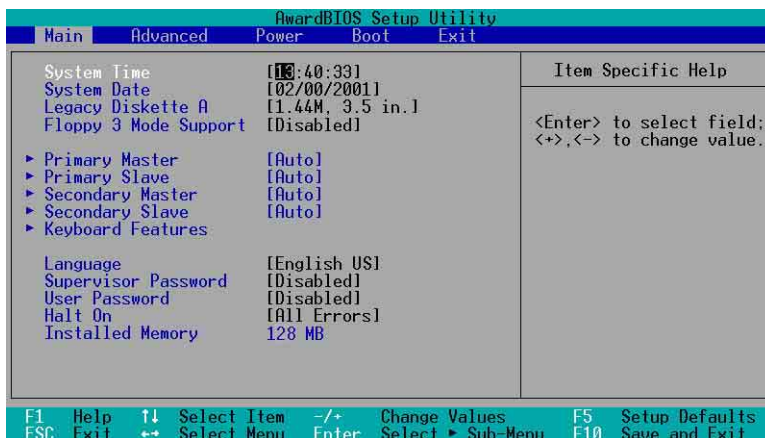 AwardBIOS Setup Utility
Main Advanced Power Boot Exit
System Time [13:40:33]
System Date [02/00/2001]
Legacy Diskette A [1.44M, 3.5 in.]
Floppy 3 Mode Support [Disabled]
▶ Primary Master [Auto]
▶ Primary Slave [Auto]
▶ Secondary Master [Auto]
▶ Secondary Slave [Auto]
▶ Keyboard Features
Language [English US]
Supervisor Password [Disabled]
User Password [Disabled]
Halt On [All Errors]
Installed Memory 128 MB
Item Specific Help
<Enter> to select field;
<+>,<-> to change value.
F1 Help ↑↓ Select Item -/+ Change Values F5 Setup Defaults
ESC Exit ←→ Select Menu Enter Select ▶ Sub-Menu F10 Save and Exit